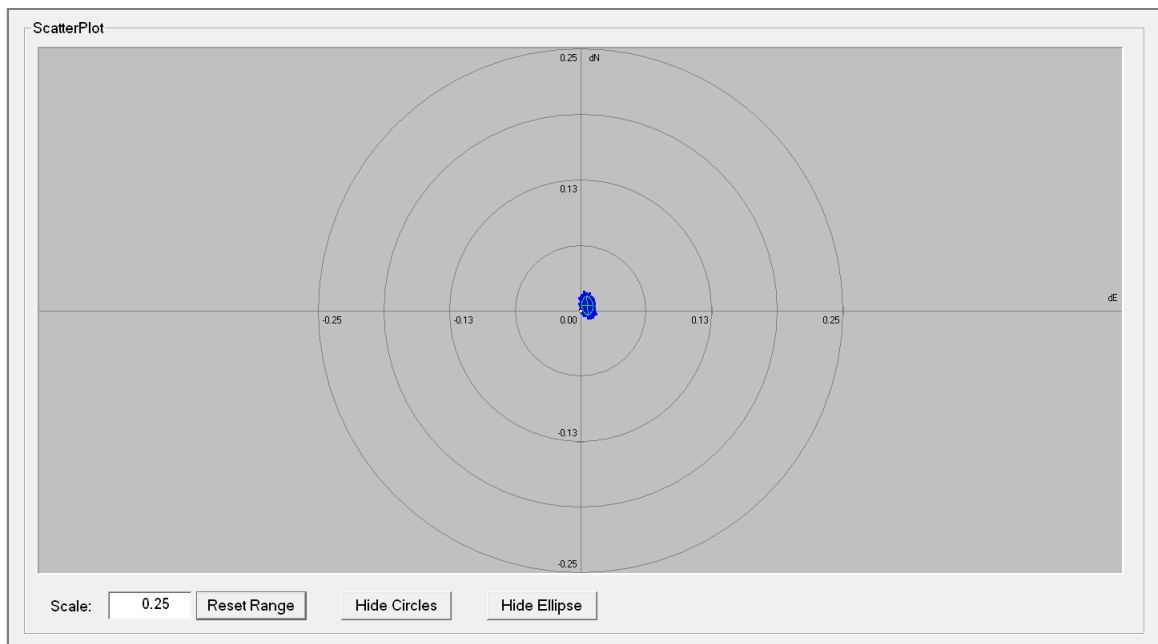 ScatterPlot
0.25 dN
0.13
dE
-0.25 -0.13 0.00 0.13 0.25
-0.13
-0.25
Scale: 0.25 Reset Range Hide Circles Hide Ellipse